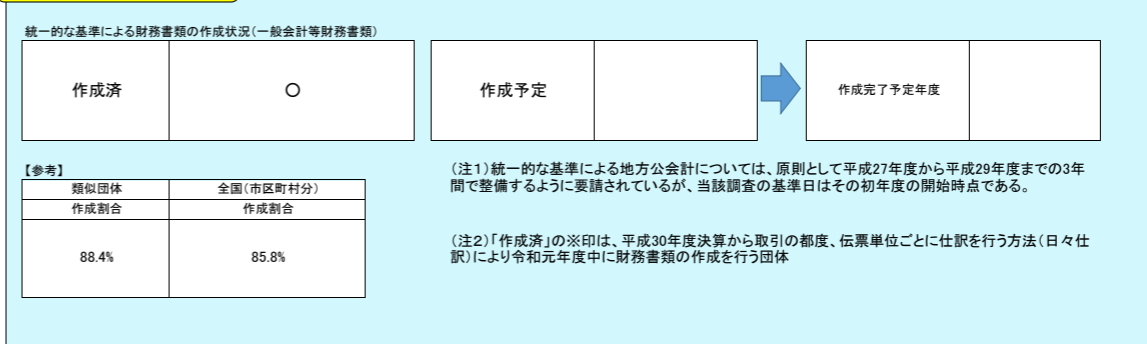 統一的な基準による財務書類の作成状況(一般会計等財務書類)
作成済
○
作成予定
作成完了予定年度
【参考】
類似団体
全国(市区町村分)
作成割合
作成割合
88.4%
85.8%
(注1)統一的な基準による地方公会計については、原則として平成27年度から平成29年度までの3年
間で整備するように要請されているが、当該調査の基準日はその初年度の開始時点である。
(注2)「作成済」の※印は、平成30年度決算から取引の都度、伝票単位ごとに仕訳を行う方法(日々仕
訳)により令和元年度中に財務書類の作成を行う団体